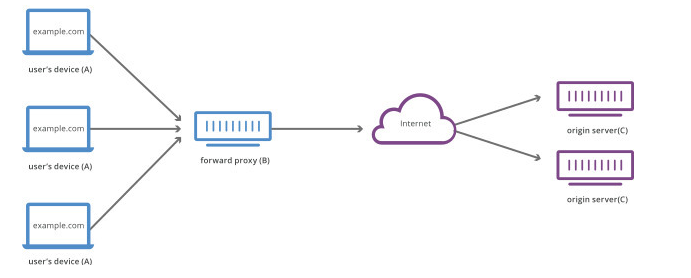 example.com
user's device (A)
example.com
user's device (A)
example.com
user's device (A)
forward proxy (B)
Internet
origin server(C)
origin server(C)